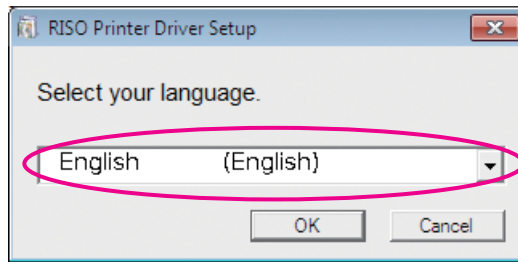 RISO Printer Driver Setup
Select your language.
English (English)
OK Cancel